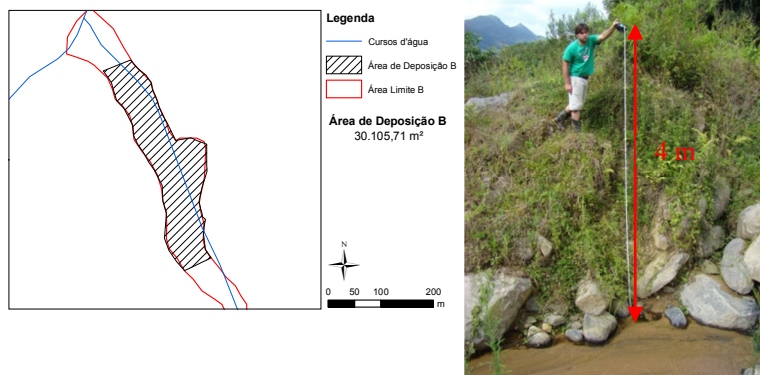 Legenda
Cursos d'água
Área de Deposição B
Área Limite B
Área de Deposição B
30.105,71 m²
N
0 50 100 200
m
4 m